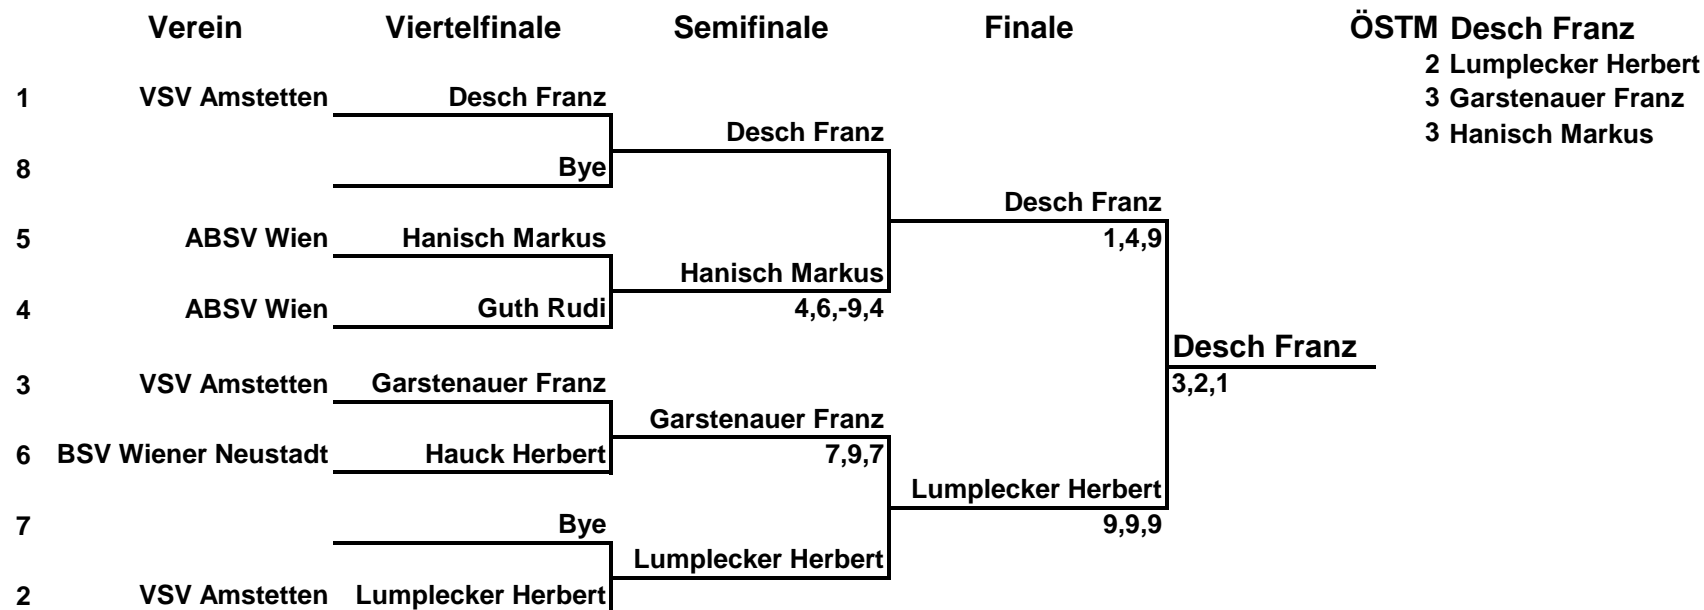 Verein Viertelfinale Semifinale Finale ÖSTM Desch Franz
2 Lumplecker Herbert
1 VSV Amstetten Desch Franz 3 Garstenauer Franz
Desch Franz 3 Hanisch Markus
8 Bye
Desch Franz
5 ABSV Wien Hanisch Markus 1,4,9
Hanisch Markus
4 ABSV Wien Guth Rudi 4,6,-9,4
Desch Franz
3 VSV Amstetten Garstenauer Franz 3,2,1
Garstenauer Franz
6 BSV Wiener Neustadt Hauck Herbert 7,9,7
Lumplecker Herbert
7 Bye 9,9,9
Lumplecker Herbert
2 VSV Amstetten Lumplecker Herbert